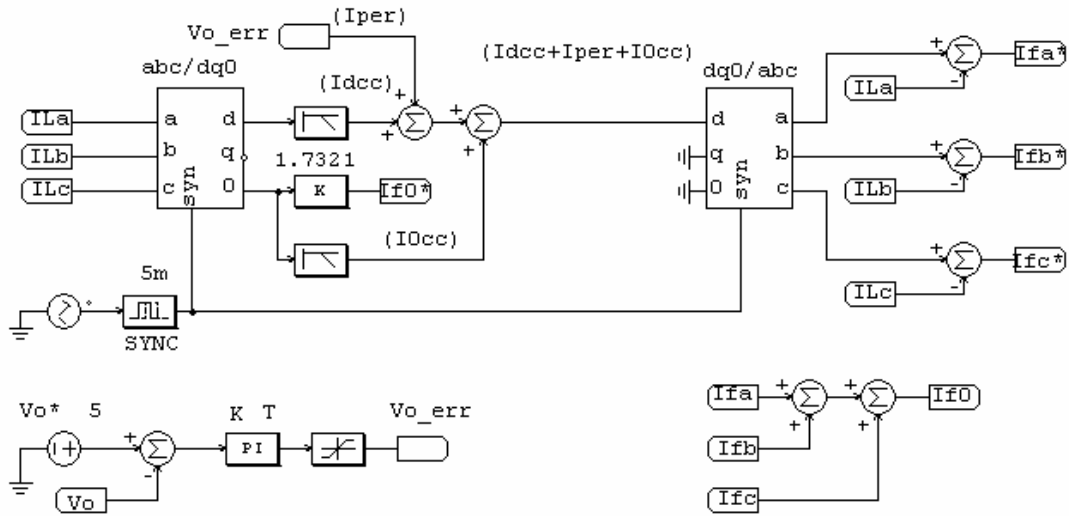 (Iper)
Vo_err
(Idcc+Iper+I0cc)
abc/dq0
(Idcc)
dq0/abc
+
+
+
+
+
-
ILa
a
d
ILb
b
q
ILc
c
0
syn
1.7321
K
If0*
(I0cc)
d
a
q
b
0
c
syn
Ifa*
ILa
+
-
Ifb*
ILb
+
-
Ifc*
ILc
5m
SYNC
Vo*
5
K T
Vo_err
+
-
PI
Vo
Ifa
+
+
+
+
If0
Ifb
Ifc